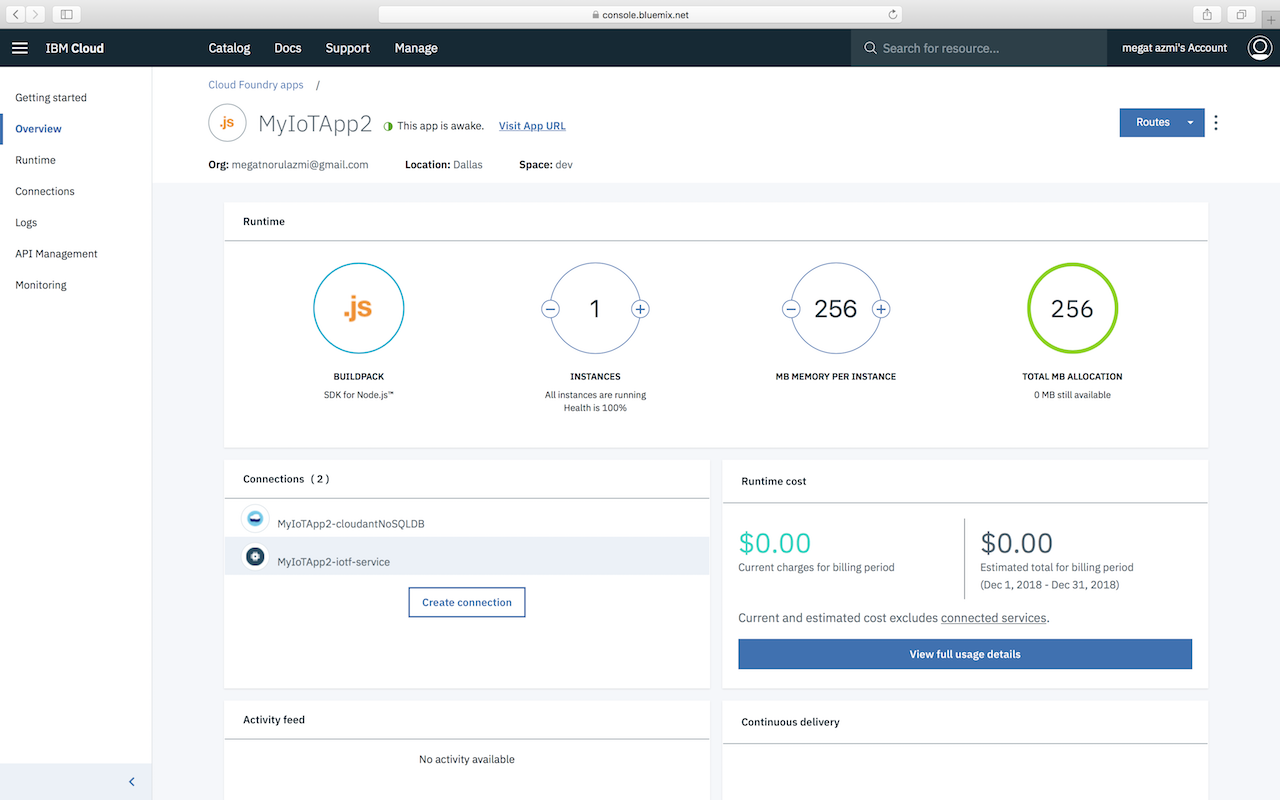 console.bluemix.net
IBM Cloud
Catalog
Docs
Support
Manage
Search for resource...
megat azmi's Account
Getting started
Overview
Runtime
Connections
Logs
API Management
Monitoring
Cloud Foundry apps /
.js
MyIoTApp2
This app is awake.
Visit App URL
Routes
Org: megatnorulazmi@gmail.com
Location: Dallas
Space: dev
Runtime
.js
BUILDPACK
SDK for Node.js™
1
INSTANCES
All instances are running
Health is 100%
256
MB MEMORY PER INSTANCE
256
TOTAL MB ALLOCATION
0 MB still available
Connections (2)
MyIoTApp2-cloudantNoSQLDB
MyIoTApp2-iotf-service
Create connection
Runtime cost
$0.00
Current charges for billing period
$0.00
Estimated total for billing period
(Dec 1, 2018 - Dec 31, 2018)
Current and estimated cost excludes connected services.
View full usage details
Activity feed
No activity available
Continuous delivery